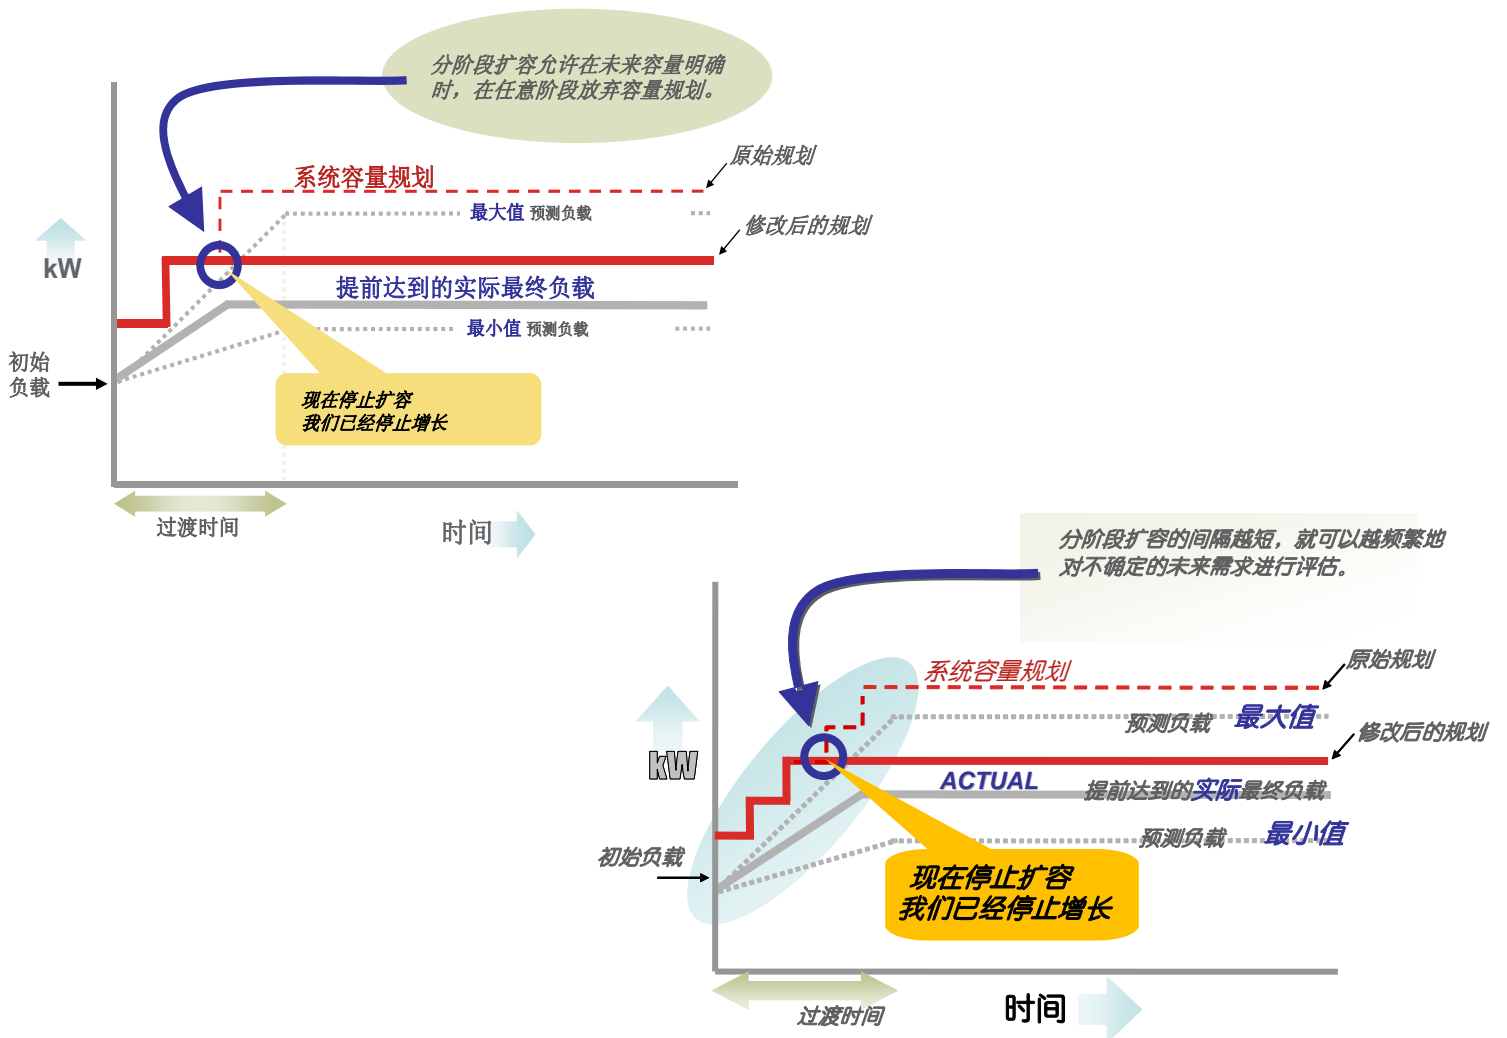 分阶段扩容允许在未来容量明确
时，在任意阶段放弃容量规划。
原始规划
系统容量规划
最大值 预测负载
修改后的规划
kW
提前达到的实际最终负载
最小值 预测负载
初始
负载
现在停止扩容
我们已经停止增长
过渡时间
时间
分阶段扩容的间隔越短，就可以越频繁地
对不确定的未来需求进行评估。
原始规划
系统容量规划
预测负载 最大值
修改后的规划
kW
ACTUAL 提前达到的实际最终负载
预测负载 最小值
初始负载
现在停止扩容
我们已经停止增长
时间
过渡时间